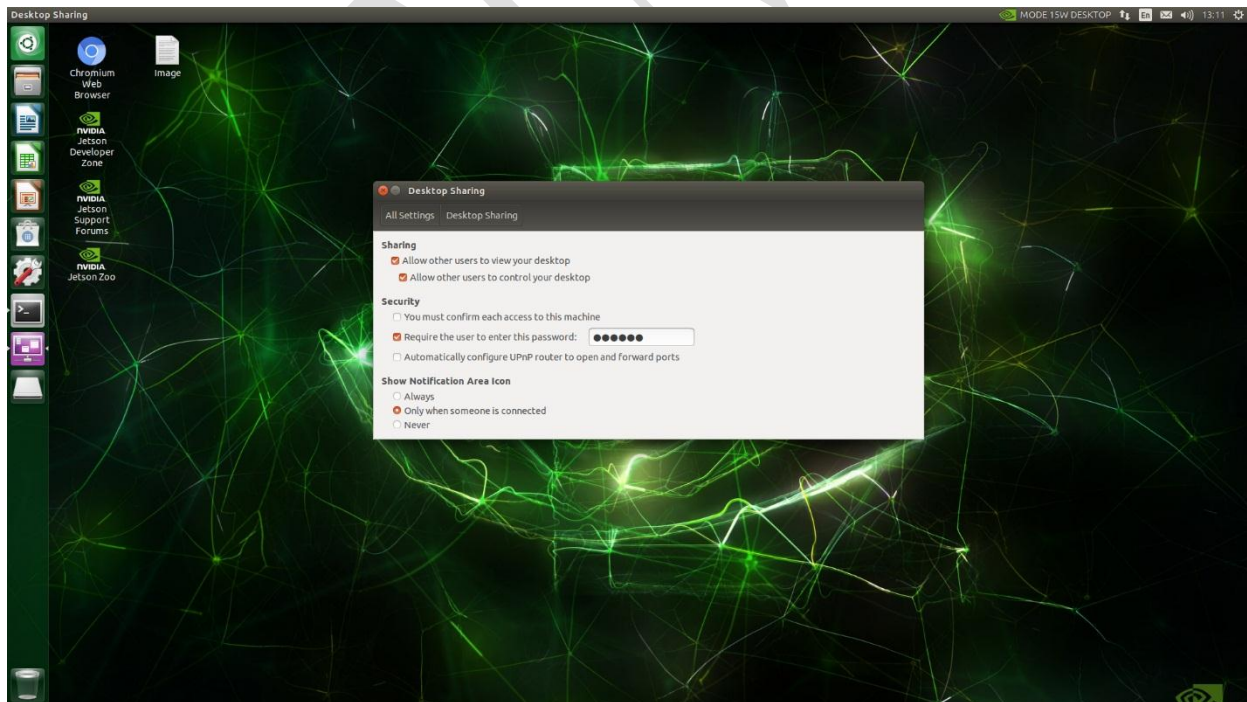 Desktop Sharing
MODE 15W DESKTOP En 13:11
Chromium
Web
Browser
Image
nVIDIA
Jetson
Developer
Zone
nVIDIA
Jetson
Support
Forums
nVIDIA
Jetson Zoo
Desktop Sharing
All Settings Desktop Sharing
Sharing
Allow other users to view your desktop
Allow other users to control your desktop
Security
You must confirm each access to this machine
Require the user to enter this password: ●●●●●●
Automatically configure UPnP router to open and forward ports
Show Notification Area Icon
Always
Only when someone is connected
Never